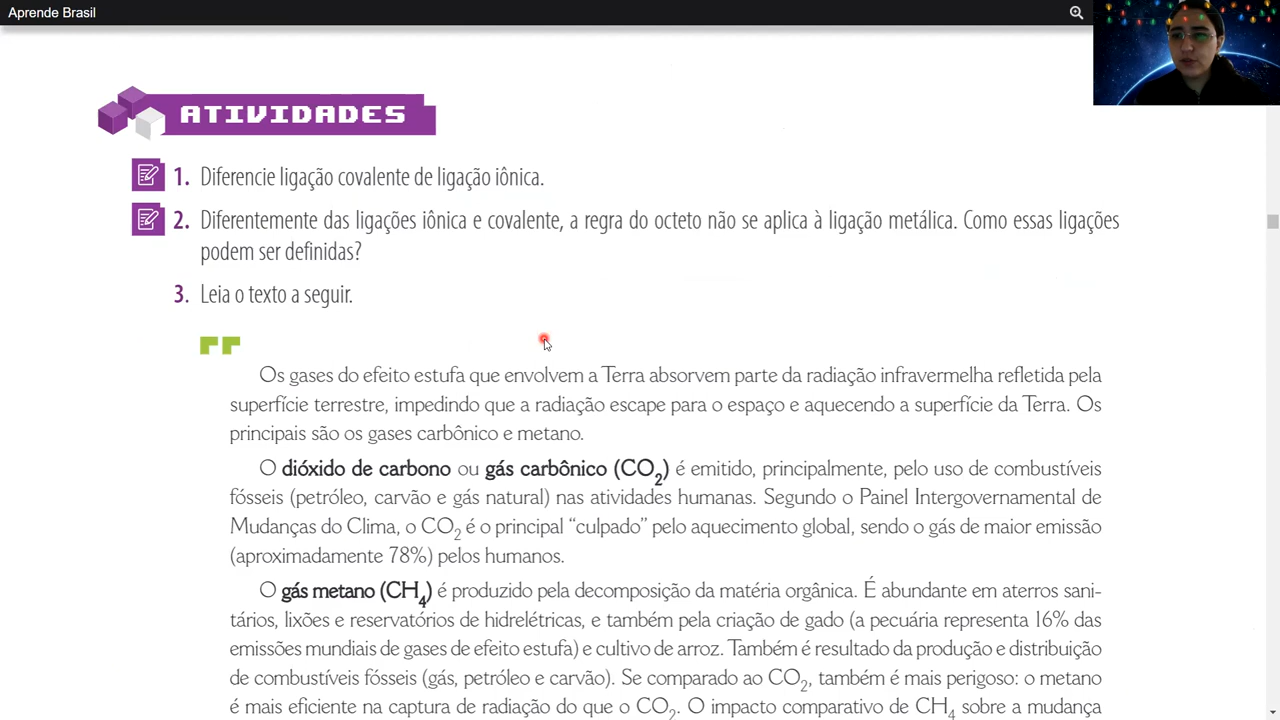 Aprende Brasil
ATIVIDADES
1. Diferencie ligação covalente de ligação iônica.
2. Diferentemente das ligações iônica e covalente, a regra do octeto não se aplica à ligação metálica. Como essas ligações
podem ser definidas?
3. Leia o texto a seguir.
Os gases do efeito estufa que envolvem a Terra absorvem parte da radiação infravermelha refletida pela
superfície terrestre, impedindo que a radiação escape para o espaço e aquecendo a superfície da Terra. Os
principais são os gases carbônico e metano.
O dióxido de carbono ou gás carbônico (CO₂) é emitido, principalmente, pelo uso de combustíveis
fósseis (petróleo, carvão e gás natural) nas atividades humanas. Segundo o Painel Intergovernamental de
Mudanças do Clima, o CO₂ é o principal “culpado” pelo aquecimento global, sendo o gás de maior emissão
(aproximadamente 78%) pelos humanos.
O gás metano (CH₄) é produzido pela decomposição da matéria orgânica. É abundante em aterros sani-
tários, lixões e reservatórios de hidrelétricas, e também pela criação de gado (a pecuária representa 16% das
emissões mundiais de gases de efeito estufa) e cultivo de arroz. Também é resultado da produção e distribuição
de combustíveis fósseis (gás, petróleo e carvão). Se comparado ao CO₂, também é mais perigoso: o metano
é mais eficiente na captura de radiação do que o CO₂. O impacto comparativo de CH₄ sobre a mudança